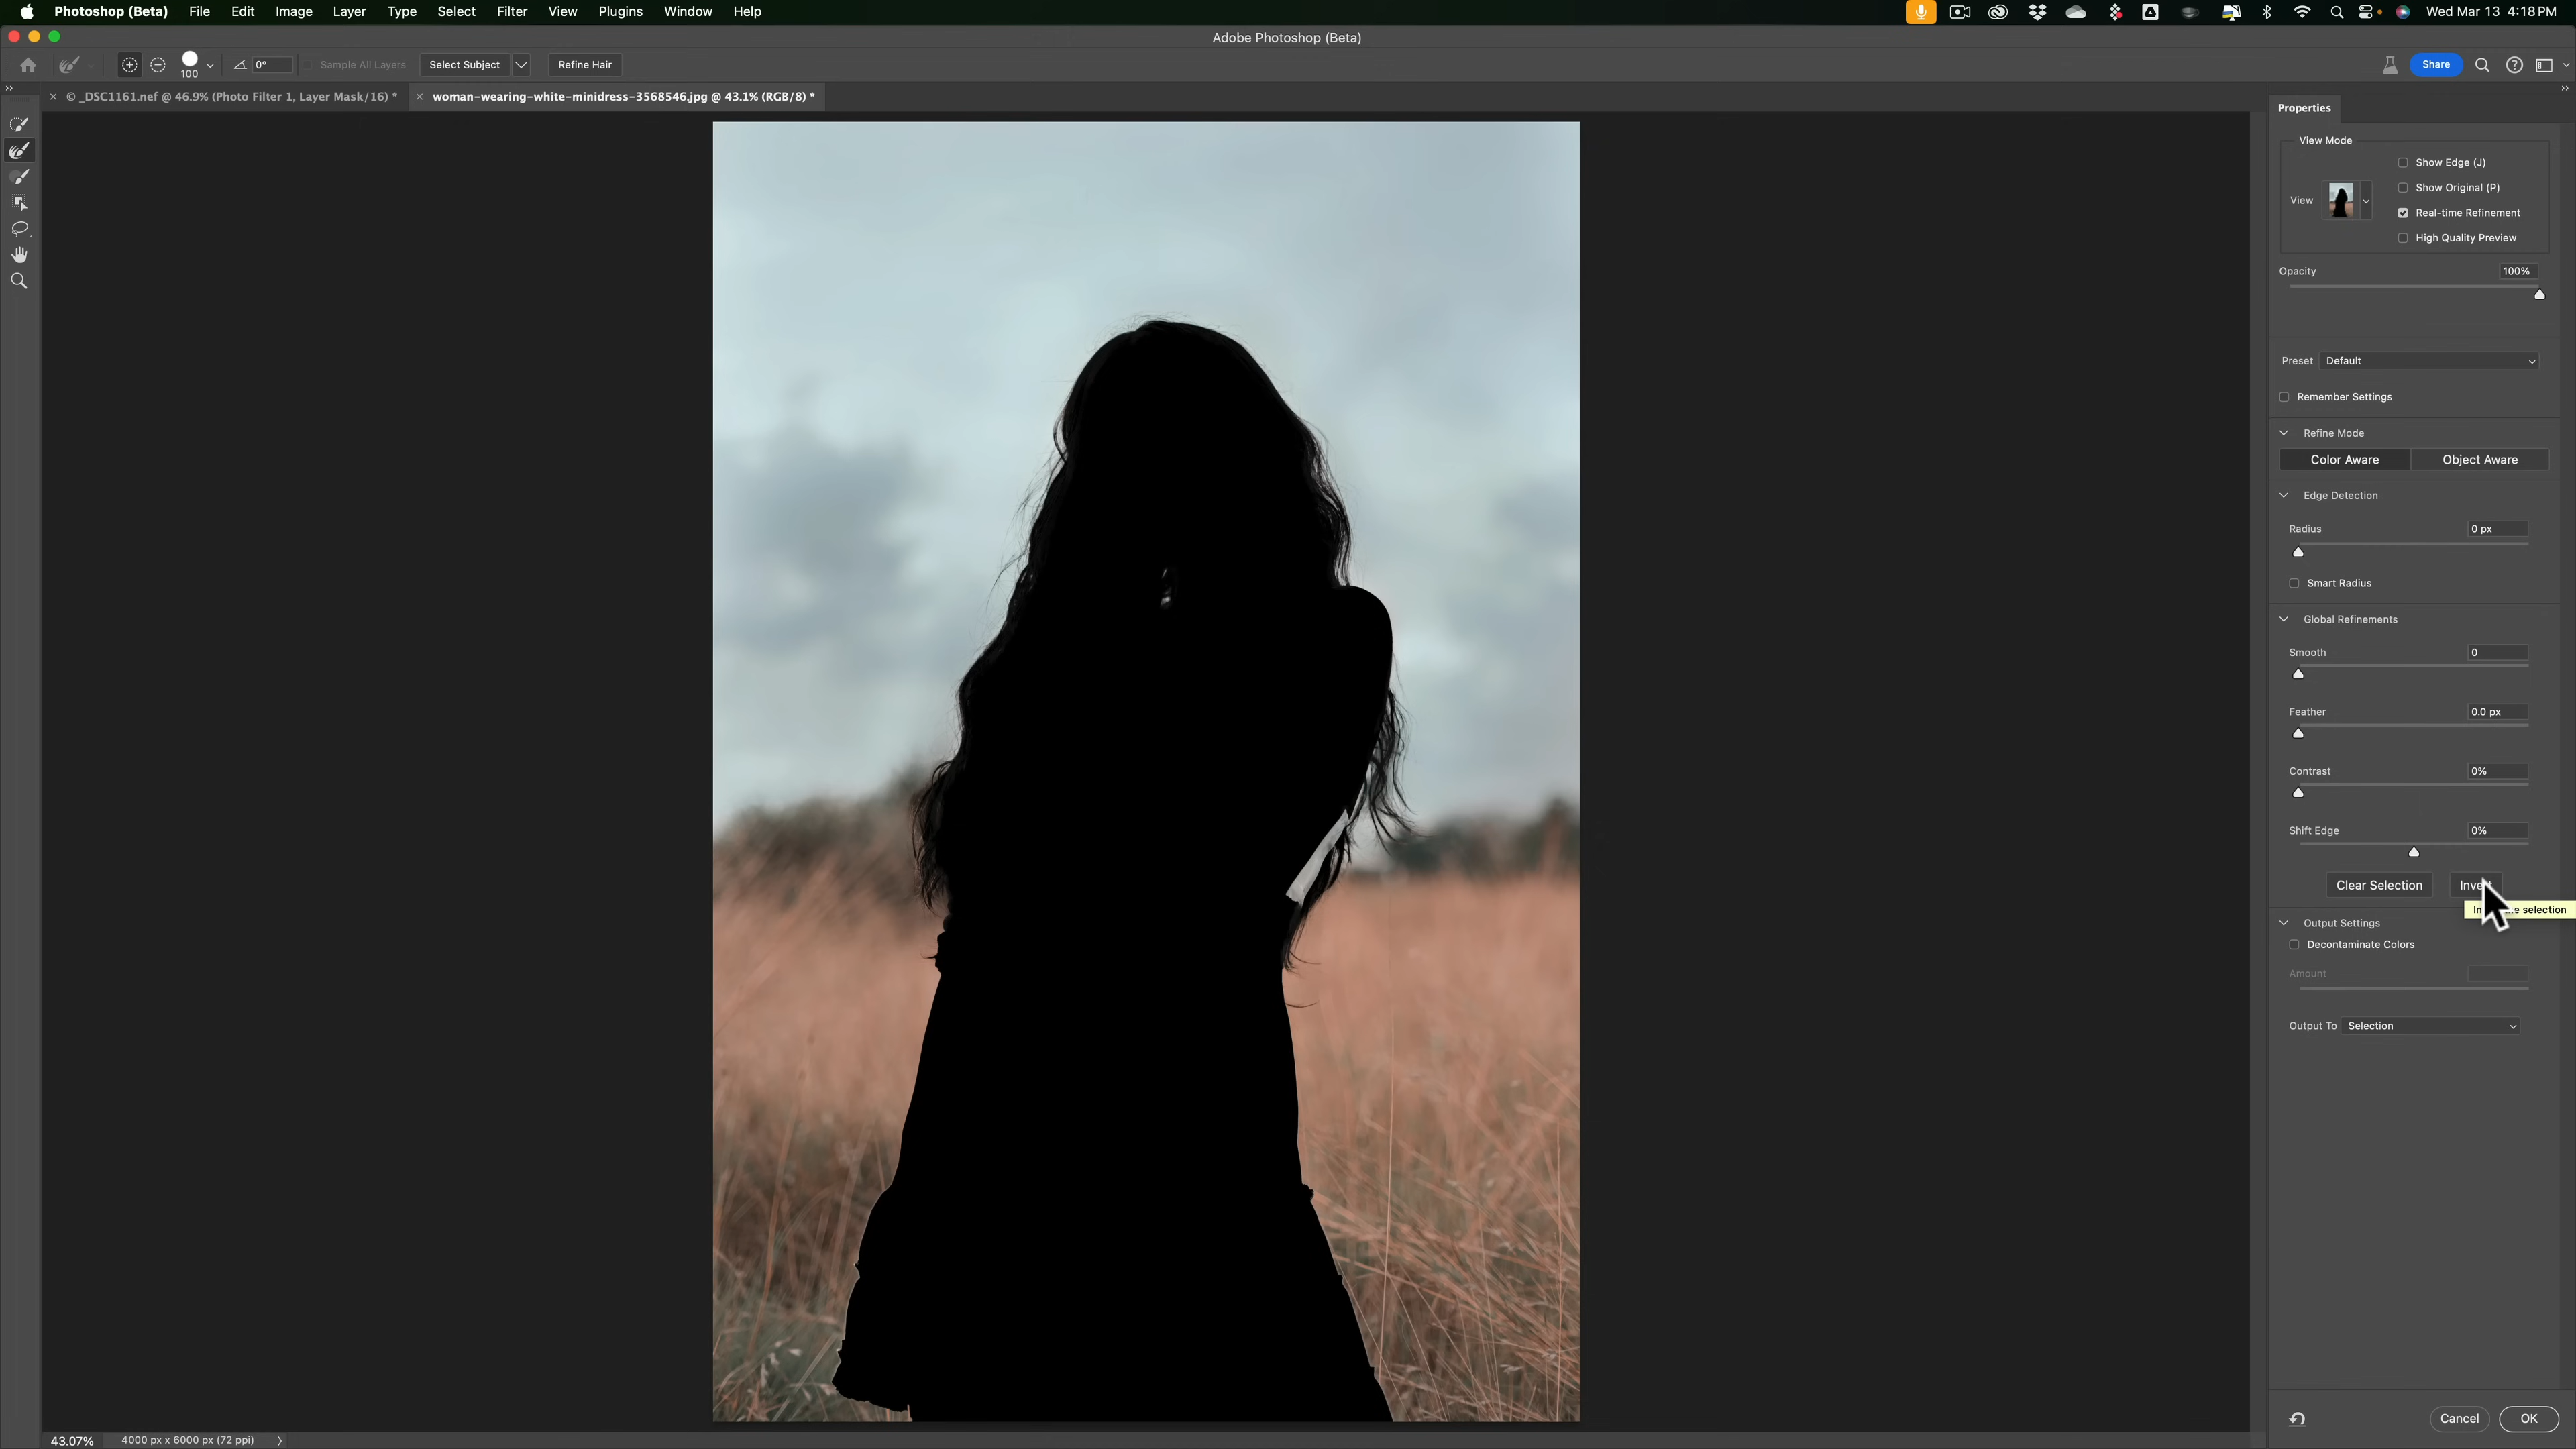 Photoshop (Beta) File Edit Image Layer Type Select Filter View Plugins Window Help
Wed Mar 13 4:18 PM
Adobe Photoshop (Beta)
100
0°
Sample All Layers
Select Subject
Refine Hair
Share
© _DSC1161.nef @ 46.9% (Photo Filter 1, Layer Mask/16) *
woman-wearing-white-minidress-3568546.jpg @ 43.1% (RGB/8) *
Properties
View Mode
Show Edge (J)
Show Original (P)
View
Real-time Refinement
High Quality Preview
Opacity 100%
Preset Default
Remember Settings
Refine Mode
Color Aware Object Aware
Edge Detection
Radius 0 px
Smart Radius
Global Refinements
Smooth 0
Feather 0.0 px
Contrast 0%
Shift Edge 0%
Clear Selection
selection
Output Settings
Decontaminate Colors
Amount
Output To Selection
Cancel OK
43.07% 4000 px x 6000 px (72 ppi)